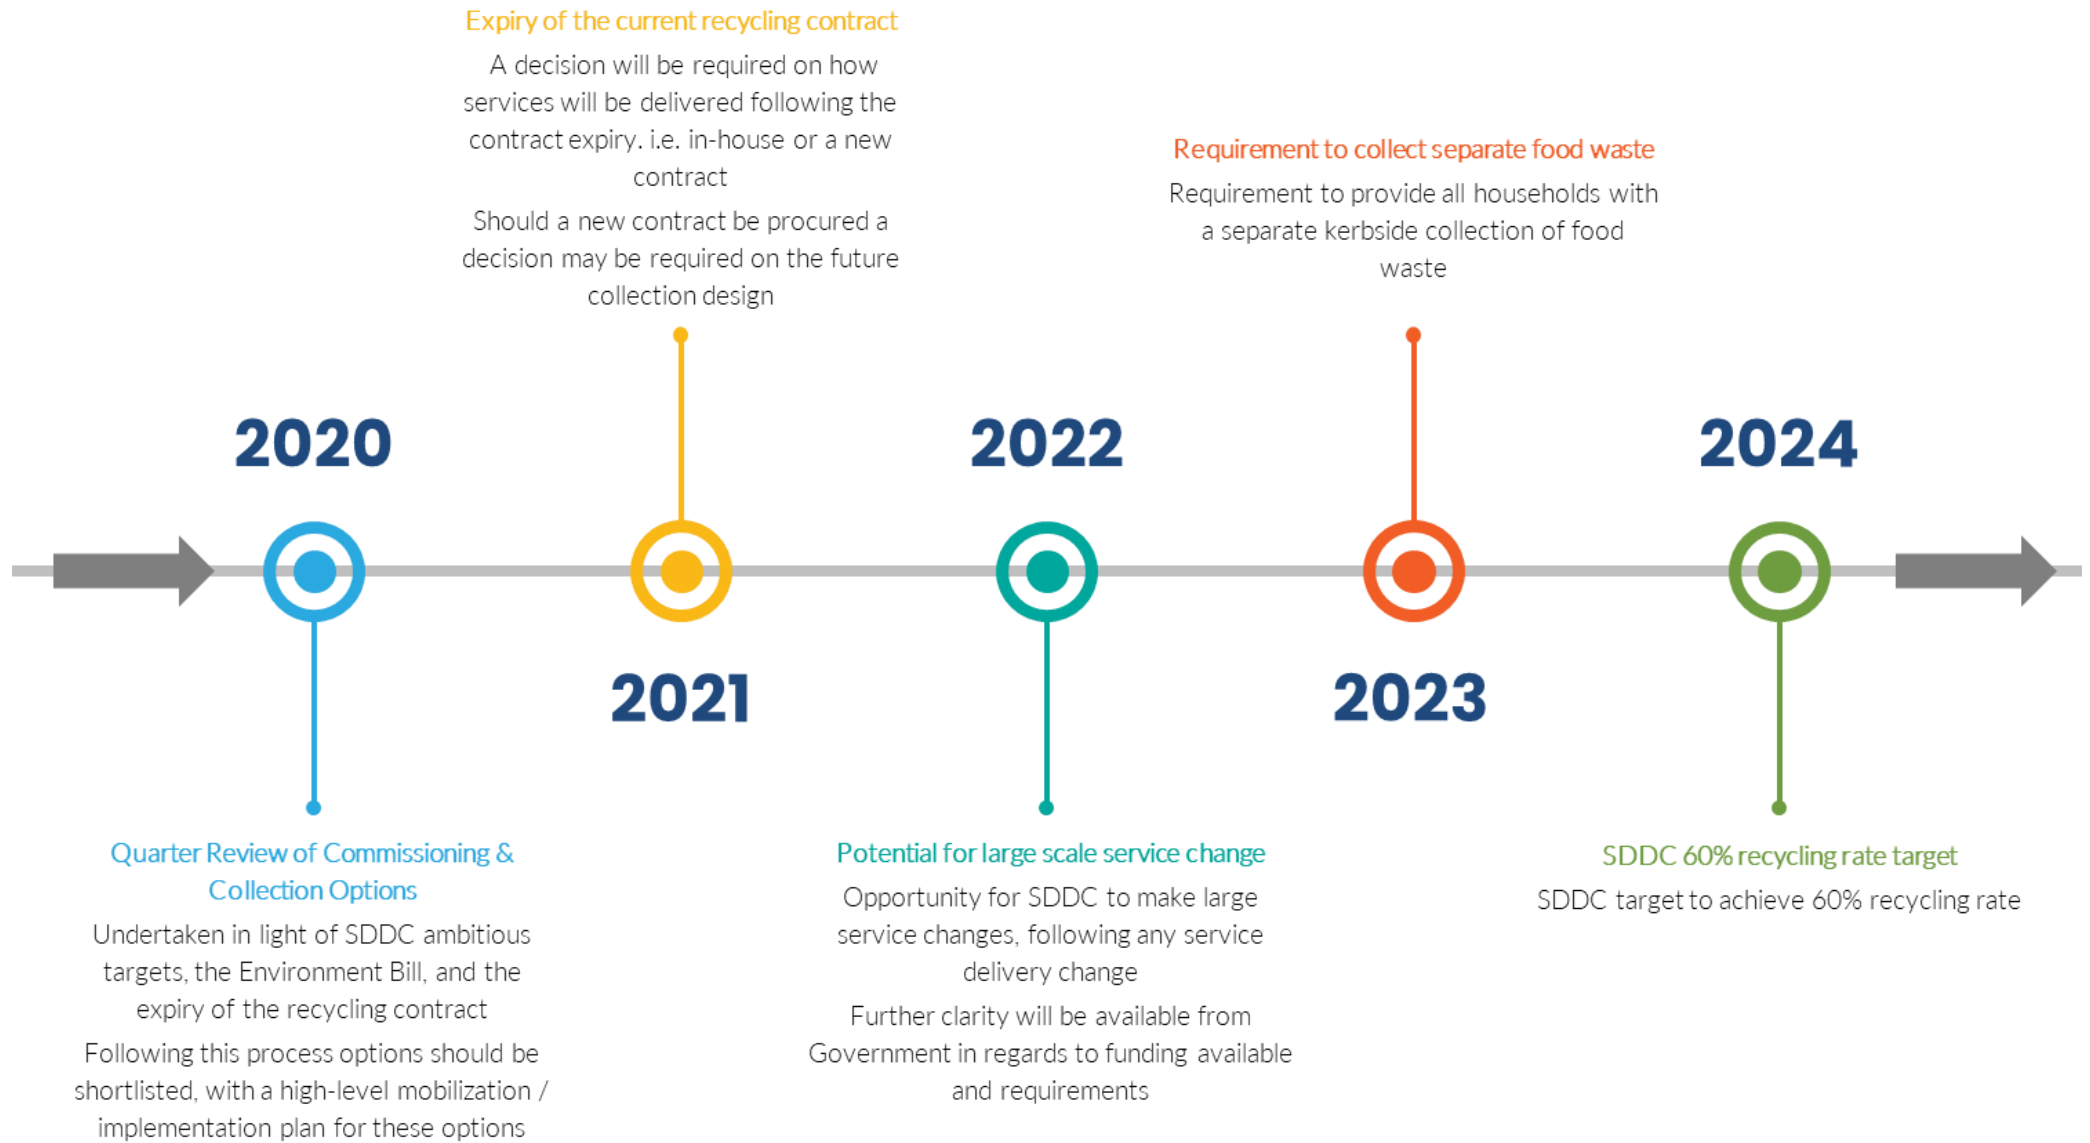 Expiry of the current recycling contract
A decision will be required on how
services will be delivered following the
contract expiry. i.e. in-house or a new
contract
Should a new contract be procured a
decision may be required on the future
collection design
Requirement to collect separate food waste
Requirement to provide all households with
a separate kerbside collection of food
waste
2020
2022
2024
2021
2023
Quarter Review of Commissioning &
Collection Options
Undertaken in light of SDDC ambitious
targets, the Environment Bill, and the
expiry of the recycling contract
Following this process options should be
shortlisted, with a high-level mobilization /
implementation plan for these options
Potential for large scale service change
Opportunity for SDDC to make large
service changes, following any service
delivery change
Further clarity will be available from
Government in regards to funding available
and requirements
SDDC 60% recycling rate target
SDDC target to achieve 60% recycling rate